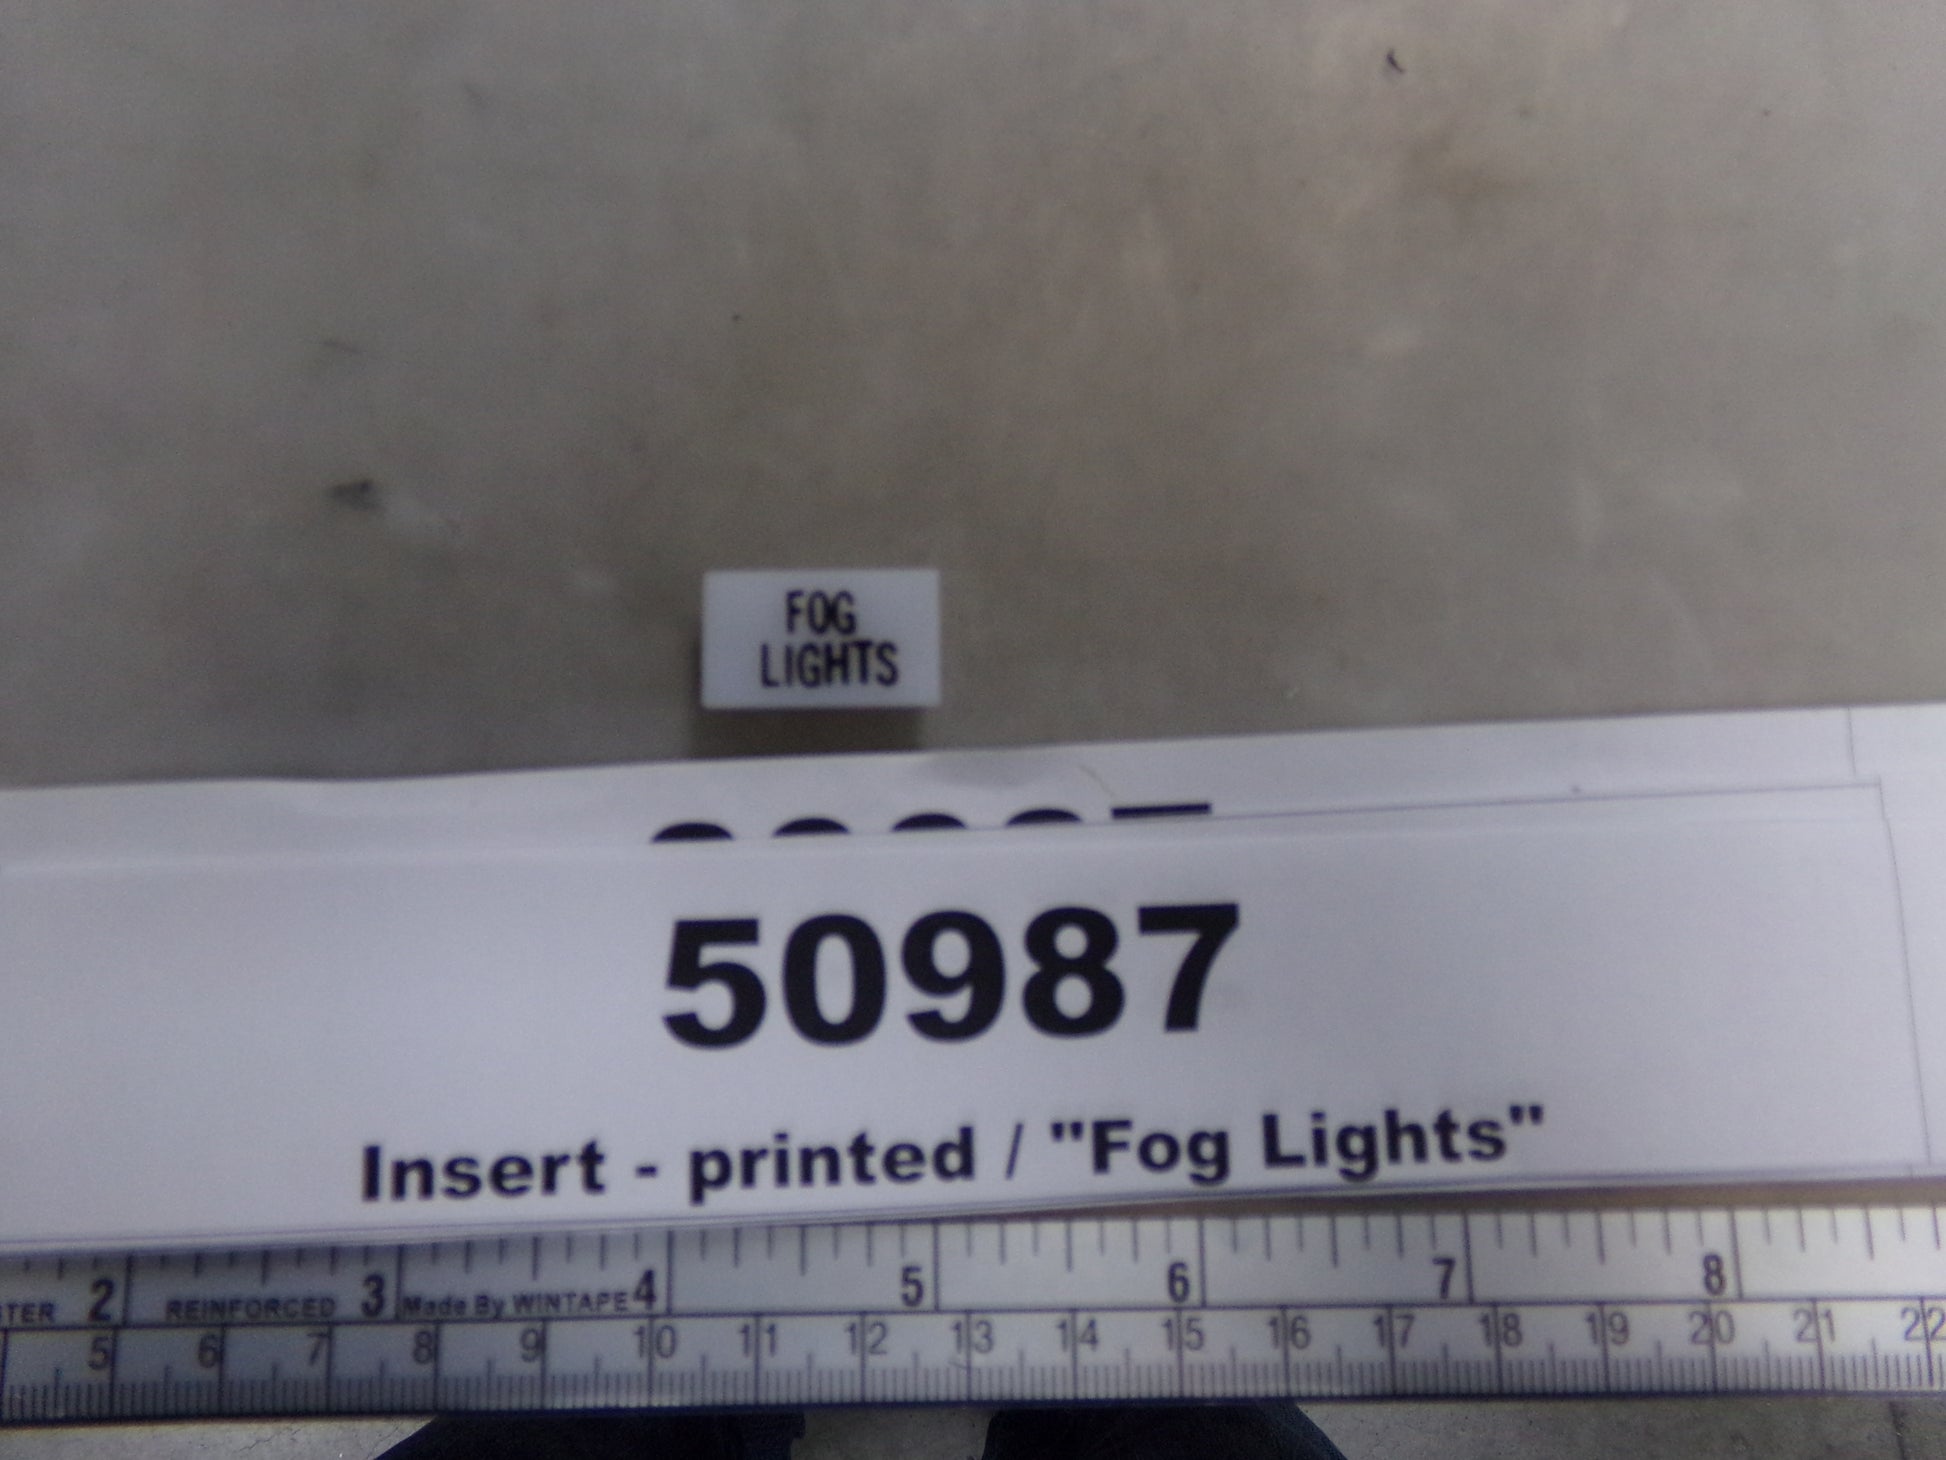 FOG
LIGHTS
50987
Insert - printed / "Fog Lights"
2 REINFORCED 3 Made By WINTAPE 4 5 6 7 8
5 6 7 8 9 10 11 12 13 14 15 16 17 18 19 20 21 22